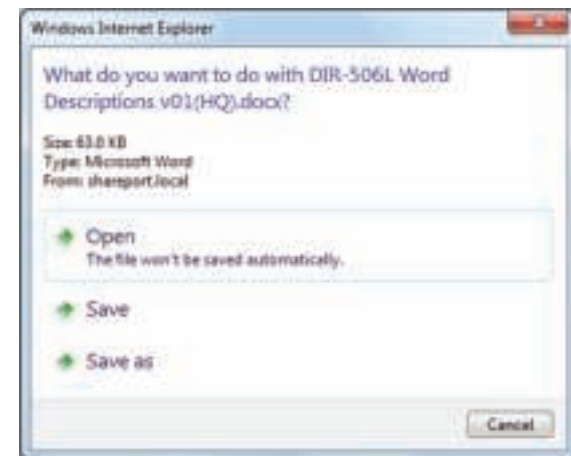 Windows Internet Explorer
What do you want to do with DIR-506L Word
Descriptions v01(HQ).docx?
Size: 63.0 KB
Type: Microsoft Word
From: shareport.local
Open
The file won't be saved automatically.
Save
Save as
Cancel